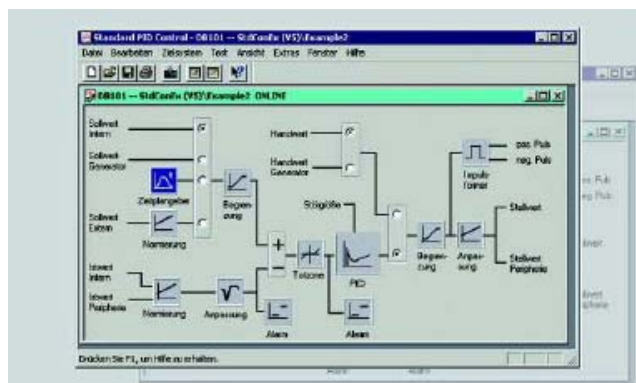 Standard PID Control - DB101 -- StdConEx (V5)\Example2
Datei Bearbeiten Zielsystem Test Ansicht Extras Fenster Hilfe
DB101 -- StdConEx (V5)\Example2 ONLINE
Sollwert
Intern
Sollwert
Generator
Zeitplangeber
Sollwert
Extern
Normierung
Begren
zung
Istwert
Intern
Istwert
Peripherie
Normierung
Anpassung
Alarm
Totzone
Handwert
Handwert
Generator
Störgröße
PID
Alarm
Begren
zung
Anpas-
sung
Impuls
former
pos. Puls
neg. Puls
Stellwert
Stellwert
Peripherie
Drücken Sie F1, um Hilfe zu erhalten.